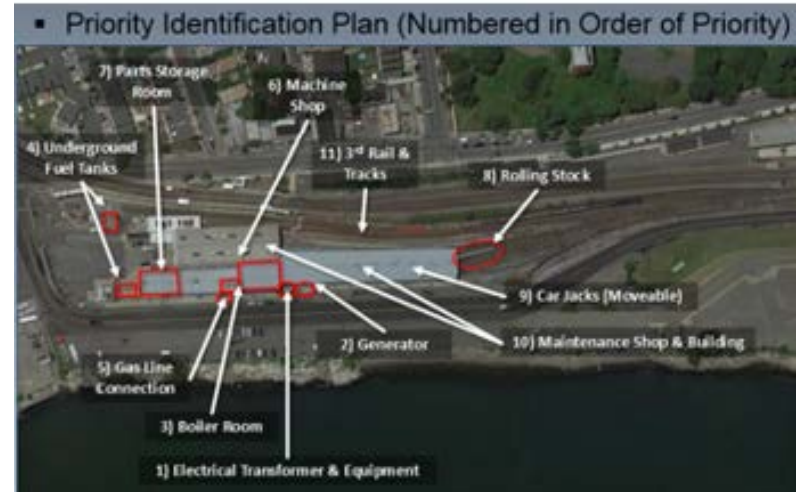 ▪ Priority Identification Plan (Numbered in Order of Priority)
7) Parts Storage
Room
6) Machine
Shop
4) Underground
Fuel Tanks
11) 3rd Rail &
Tracks
8) Rolling Stock
9) Car Jacks (Moveable)
2) Generator
10) Maintenance Shop & Building
5) Gas Line
Connection
3) Boiler Room
1) Electrical Transformer & Equipment